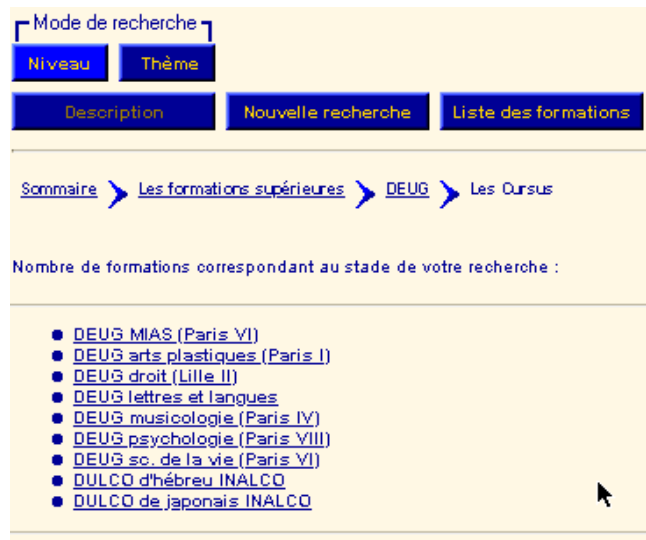 Mode de recherche
Niveau Thème
Description Nouvelle recherche Liste des formations
Sommaire Les formations supérieures DEUG Les Cursus
Nombre de formations correspondant au stade de votre recherche :
DEUG MIAS (Paris VI)
DEUG arts plastiques (Paris I)
DEUG droit (Lille II)
DEUG lettres et langues
DEUG musicologie (Paris IV)
DEUG psychologie (Paris VIII)
DEUG sc. de la vie (Paris VI)
DULCO d'hébreu INALCO
DULCO de japonais INALCO